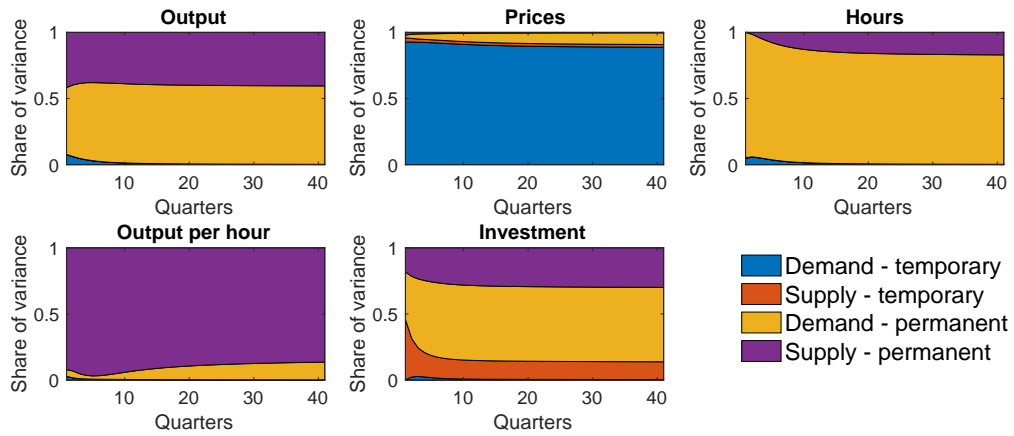 Output
Share of variance
1
0.5
0
10 20 30 40
Quarters
Prices
Share of variance
1
0.5
0
10 20 30 40
Quarters
Hours
Share of variance
1
0.5
0
10 20 30 40
Quarters
Output per hour
Share of variance
1
0.5
0
10 20 30 40
Quarters
Investment
Share of variance
1
0.5
0
10 20 30 40
Quarters
Demand - temporary
Supply - temporary
Demand - permanent
Supply - permanent